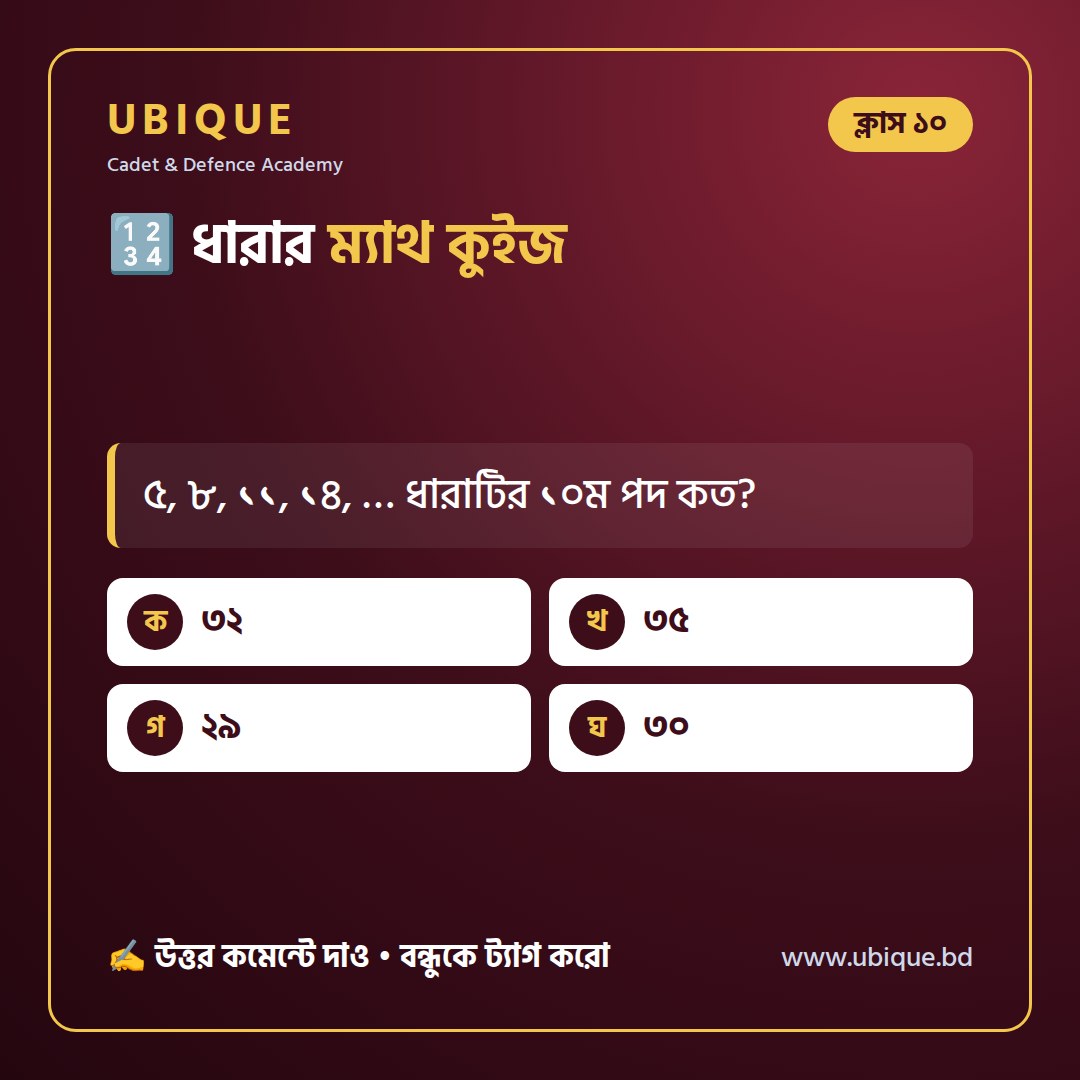 UBIQUE
ক্লাস ১০
Cadet & Defence Academy
🔢 ধারার ম্যাথ কুইজ
৫, ৮, ১১, ১৪, … ধারাটির ১০ম পদ কত?
ক ৩২
খ ৩৫
গ ২৯
ঘ ৩০
✍️ উত্তর কমেন্টে দাও • বন্ধুকে ট্যাগ করো
www.ubique.bd